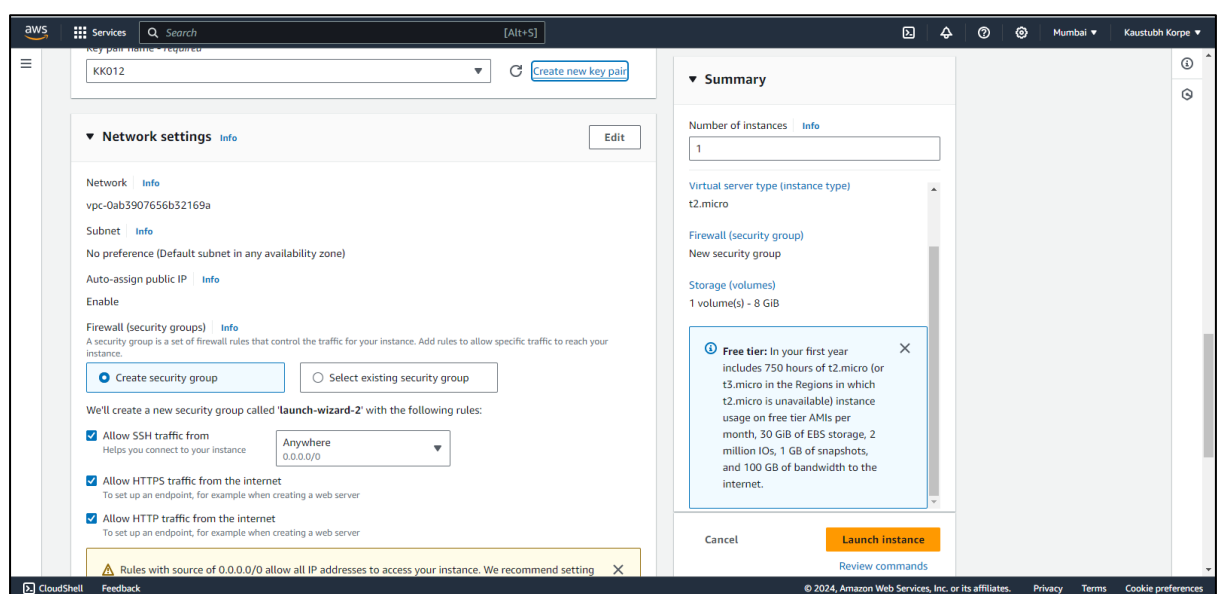 aws
Services
Search
[Alt+S]
Mumbai
Kaustubh Korpe
Key pair name - required
KK012
Create new key pair
Network settings Info
Edit
Network Info
vpc-0ab3907656b32169a
Subnet Info
No preference (Default subnet in any availability zone)
Auto-assign public IP Info
Enable
Firewall (security groups) Info
A security group is a set of firewall rules that control the traffic for your instance. Add rules to allow specific traffic to reach your
instance.
Create security group
Select existing security group
We'll create a new security group called 'launch-wizard-2' with the following rules:
Allow SSH traffic from
Helps you connect to your instance
Anywhere
0.0.0.0/0
Allow HTTPS traffic from the internet
To set up an endpoint, for example when creating a web server
Allow HTTP traffic from the internet
To set up an endpoint, for example when creating a web server
Rules with source of 0.0.0.0/0 allow all IP addresses to access your instance. We recommend setting
Summary
Number of instances Info
1
Virtual server type (instance type)
t2.micro
Firewall (security group)
New security group
Storage (volumes)
1 volume(s) - 8 GiB
Free tier: In your first year
includes 750 hours of t2.micro (or
t3.micro in the Regions in which
t2.micro is unavailable) instance
usage on free tier AMIs per
month, 30 GiB of EBS storage, 2
million IOs, 1 GB of snapshots,
and 100 GB of bandwidth to the
internet.
Cancel
Launch instance
Review commands
CloudShell
Feedback
© 2024, Amazon Web Services, Inc. or its affiliates.
Privacy
Terms
Cookie preferences